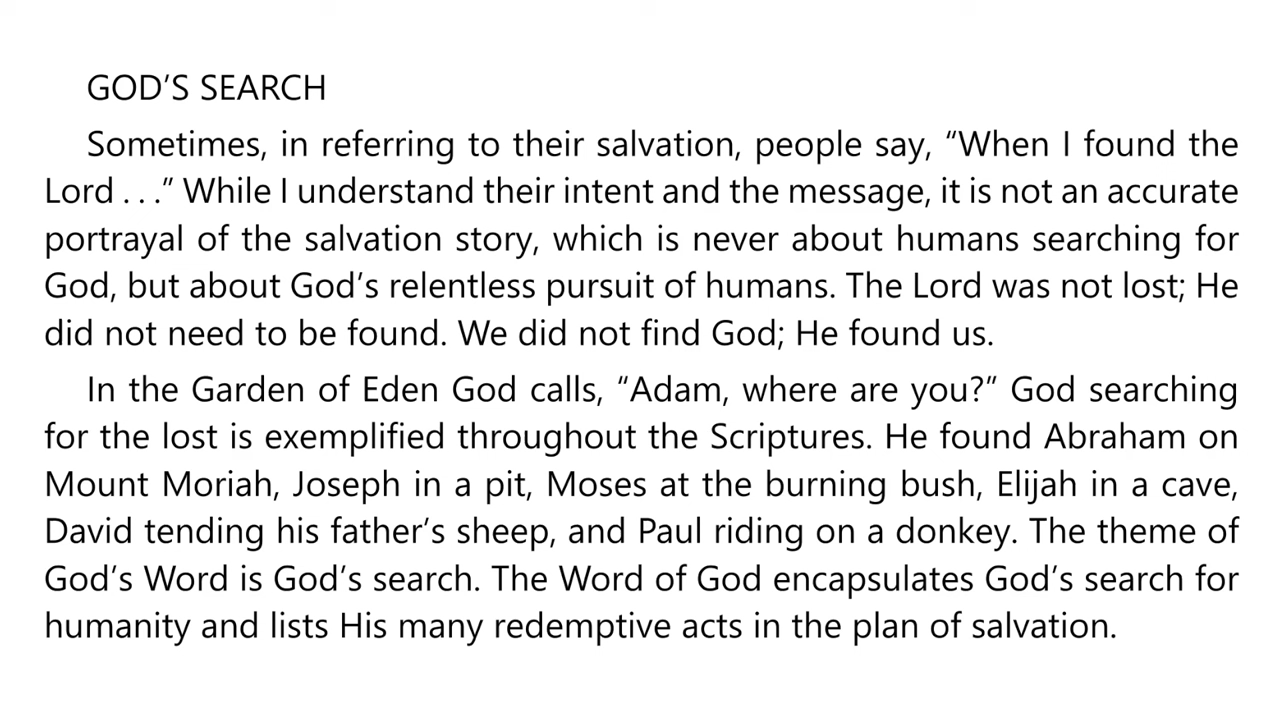 GOD’S SEARCH
Sometimes, in referring to their salvation, people say, “When I found the
Lord . . .” While I understand their intent and the message, it is not an accurate
portrayal of the salvation story, which is never about humans searching for
God, but about God’s relentless pursuit of humans. The Lord was not lost; He
did not need to be found. We did not find God; He found us.
In the Garden of Eden God calls, “Adam, where are you?” God searching
for the lost is exemplified throughout the Scriptures. He found Abraham on
Mount Moriah, Joseph in a pit, Moses at the burning bush, Elijah in a cave,
David tending his father’s sheep, and Paul riding on a donkey. The theme of
God’s Word is God’s search. The Word of God encapsulates God’s search for
humanity and lists His many redemptive acts in the plan of salvation.